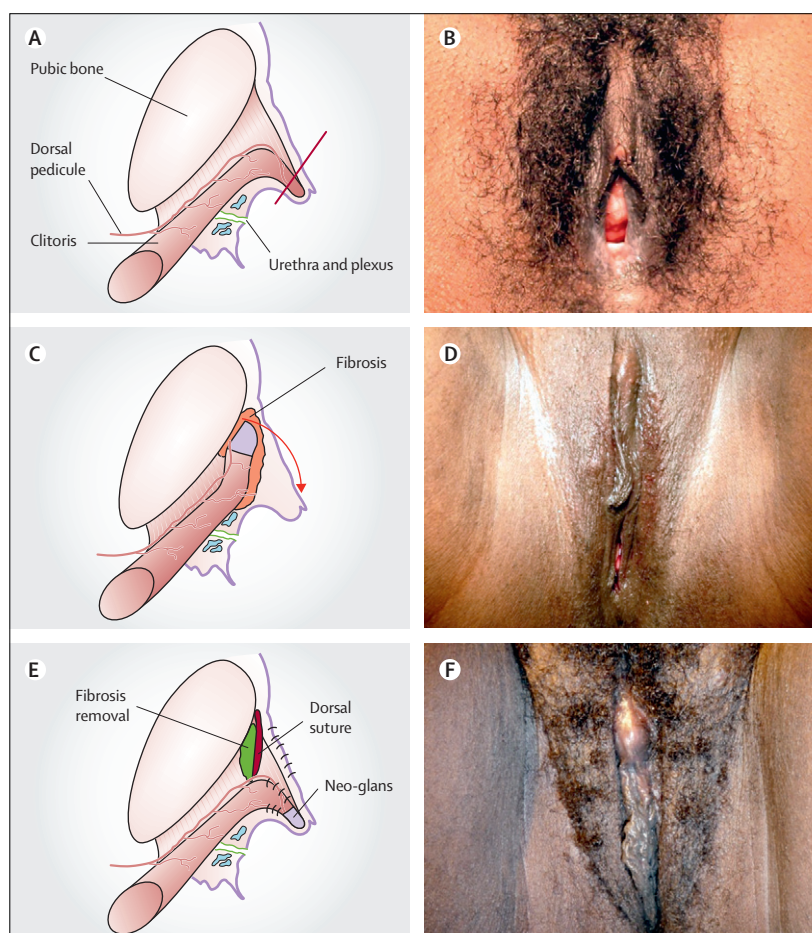 A
Pubic bone
Dorsal
pedicule
Clitoris
Urethra and plexus
B
C
Fibrosis
D
E
Fibrosis
removal
Dorsal
suture
Neo-glans
F